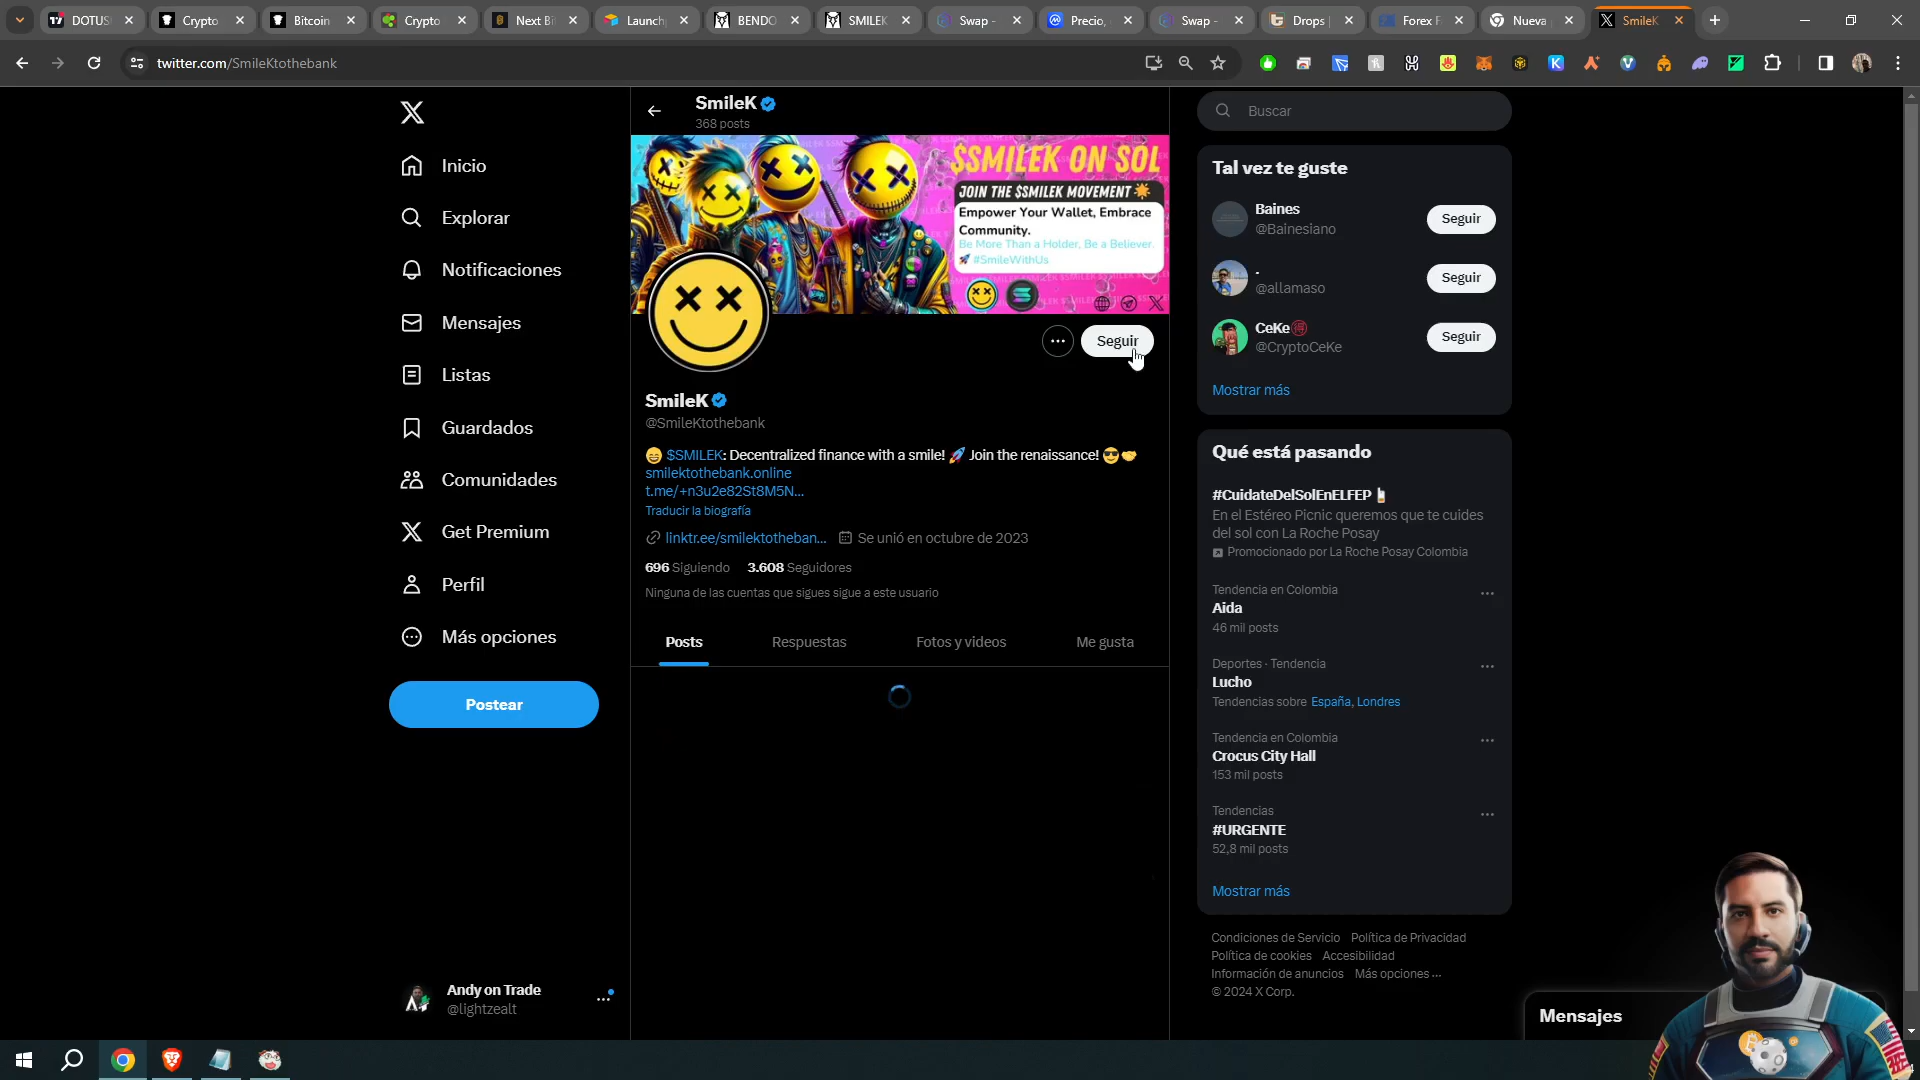 DOTUS
Crypto
Bitcoin
Crypto
Next Bi
Launch
BENDO
SMILEK
Swap -
Precio,
Swap -
Drops |
Forex F
Nueva
SmileK
twitter.com/SmileKtothebank
SmileK
368 posts
Inicio
Explorar
Notificaciones
Mensajes
Listas
Guardados
Comunidades
Get Premium
Perfil
Más opciones
Postear
Andy on Trade
@lightzealt
$SMILEK ON SOL
JOIN THE $SMILEK MOVEMENT
Empower Your Wallet, Embrace
Community.
Be More Than a Holder, Be a Believer.
🚀 #SmileWithUs
Seguir
SmileK
@SmileKtothebank
😄 $SMILEK: Decentralized finance with a smile! 🚀 Join the renaissance! 😎🤝
smilektothebank.online
t.me/+n3u2e82St8M5N...
Traducir la biografía
linktr.ee/smilektotheban... Se unió en octubre de 2023
696 Siguiendo 3.608 Seguidores
Ninguna de las cuentas que sigues sigue a este usuario
Posts
Respuestas
Fotos y videos
Me gusta
Buscar
Tal vez te guste
Baines
@Bainesiano
Seguir
.
@allamaso
Seguir
CeKe
@CryptoCeKe
Seguir
Mostrar más
Qué está pasando
#CuidateDelSolEnELFEP
En el Estéreo Picnic queremos que te cuides
del sol con La Roche Posay
Promocionado por La Roche Posay Colombia
Tendencia en Colombia
Aida
46 mil posts
Deportes · Tendencia
Lucho
Tendencias sobre España, Londres
Tendencia en Colombia
Crocus City Hall
153 mil posts
Tendencias
#URGENTE
52,8 mil posts
Mostrar más
Condiciones de Servicio Política de Privacidad
Política de cookies Accesibilidad
Información de anuncios Más opciones ...
© 2024 X Corp.
Mensajes